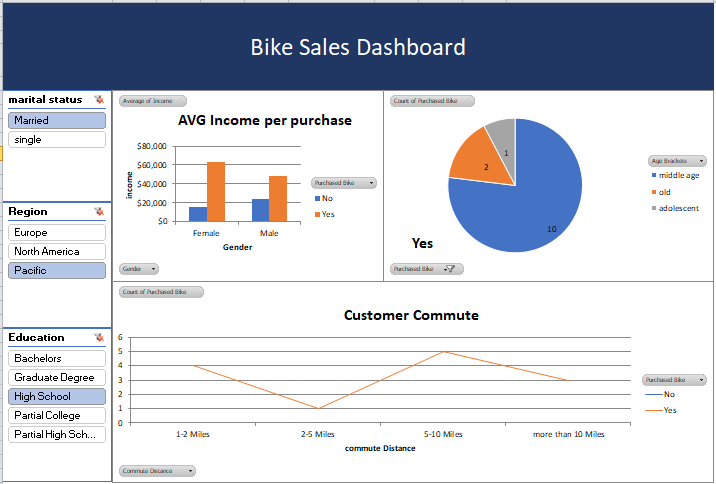 Bike Sales Dashboard
marital status
Married
single
Region
Europe
North America
Pacific
Education
Bachelors
Graduate Degree
High School
Partial College
Partial High Sch...
Average of Income
AVG Income per purchase
$80,000
$60,000
$40,000
$20,000
$0
income
Female
Male
Gender
Purchased Bike
No
Yes
Gender
Count of Purchased Bike
1
2
10
Yes
Age Brackets
middle age
old
adolescent
Purchased Bike
Count of Purchased Bike
Customer Commute
6
5
4
3
2
1
0
1-2 Miles
2-5 Miles
5-10 Miles
more than 10 Miles
commute Distance
Purchased Bike
No
Yes
Commute Distance